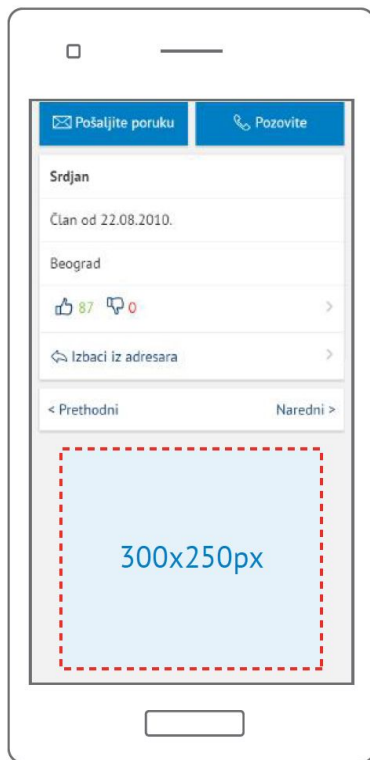 Pošaljite poruku
Pozovite
Srdjan
Član od 22.08.2010.
Beograd
87 0
Izbaci iz adresara
< Prethodni Naredni >
300x250px